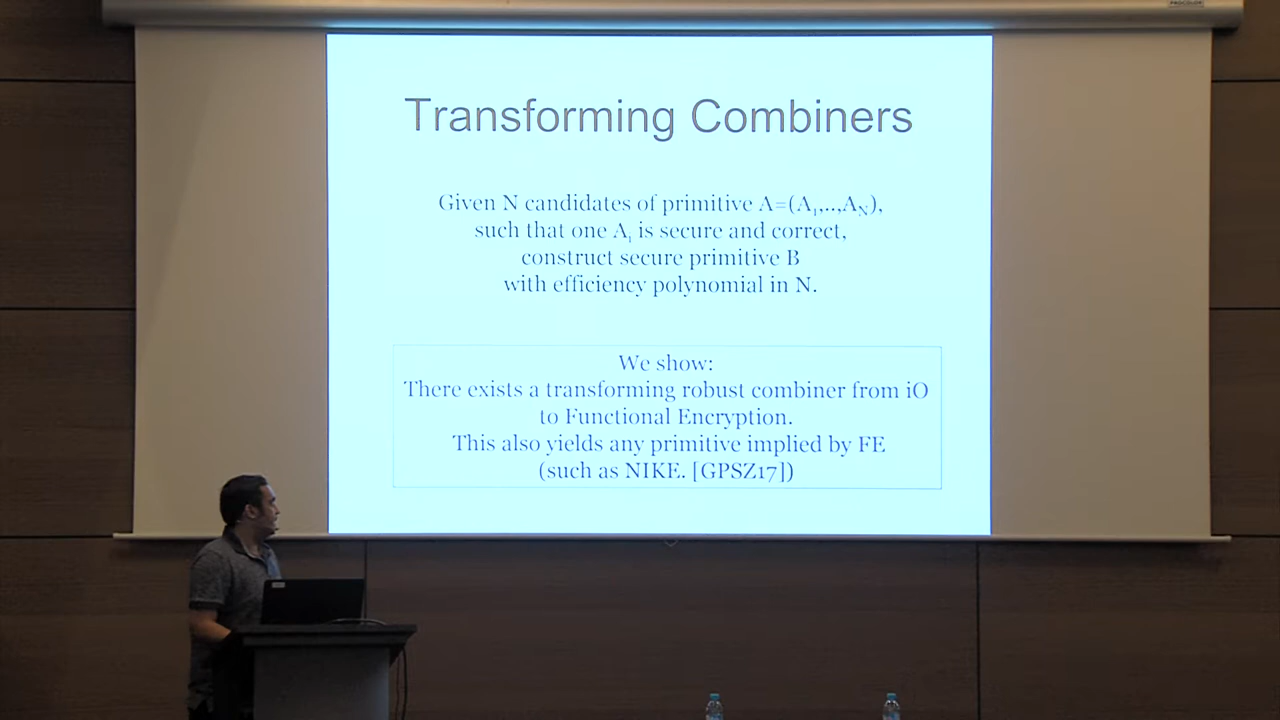 Transforming Combiners
Given N candidates of primitive A=(A₁,..,A_N),
such that one Aᵢ is secure and correct,
construct secure primitive B
with efficiency polynomial in N.
We show:
There exists a transforming robust combiner from iO
to Functional Encryption.
This also yields any primitive implied by FE
(such as NIKE. [GPSZ17])